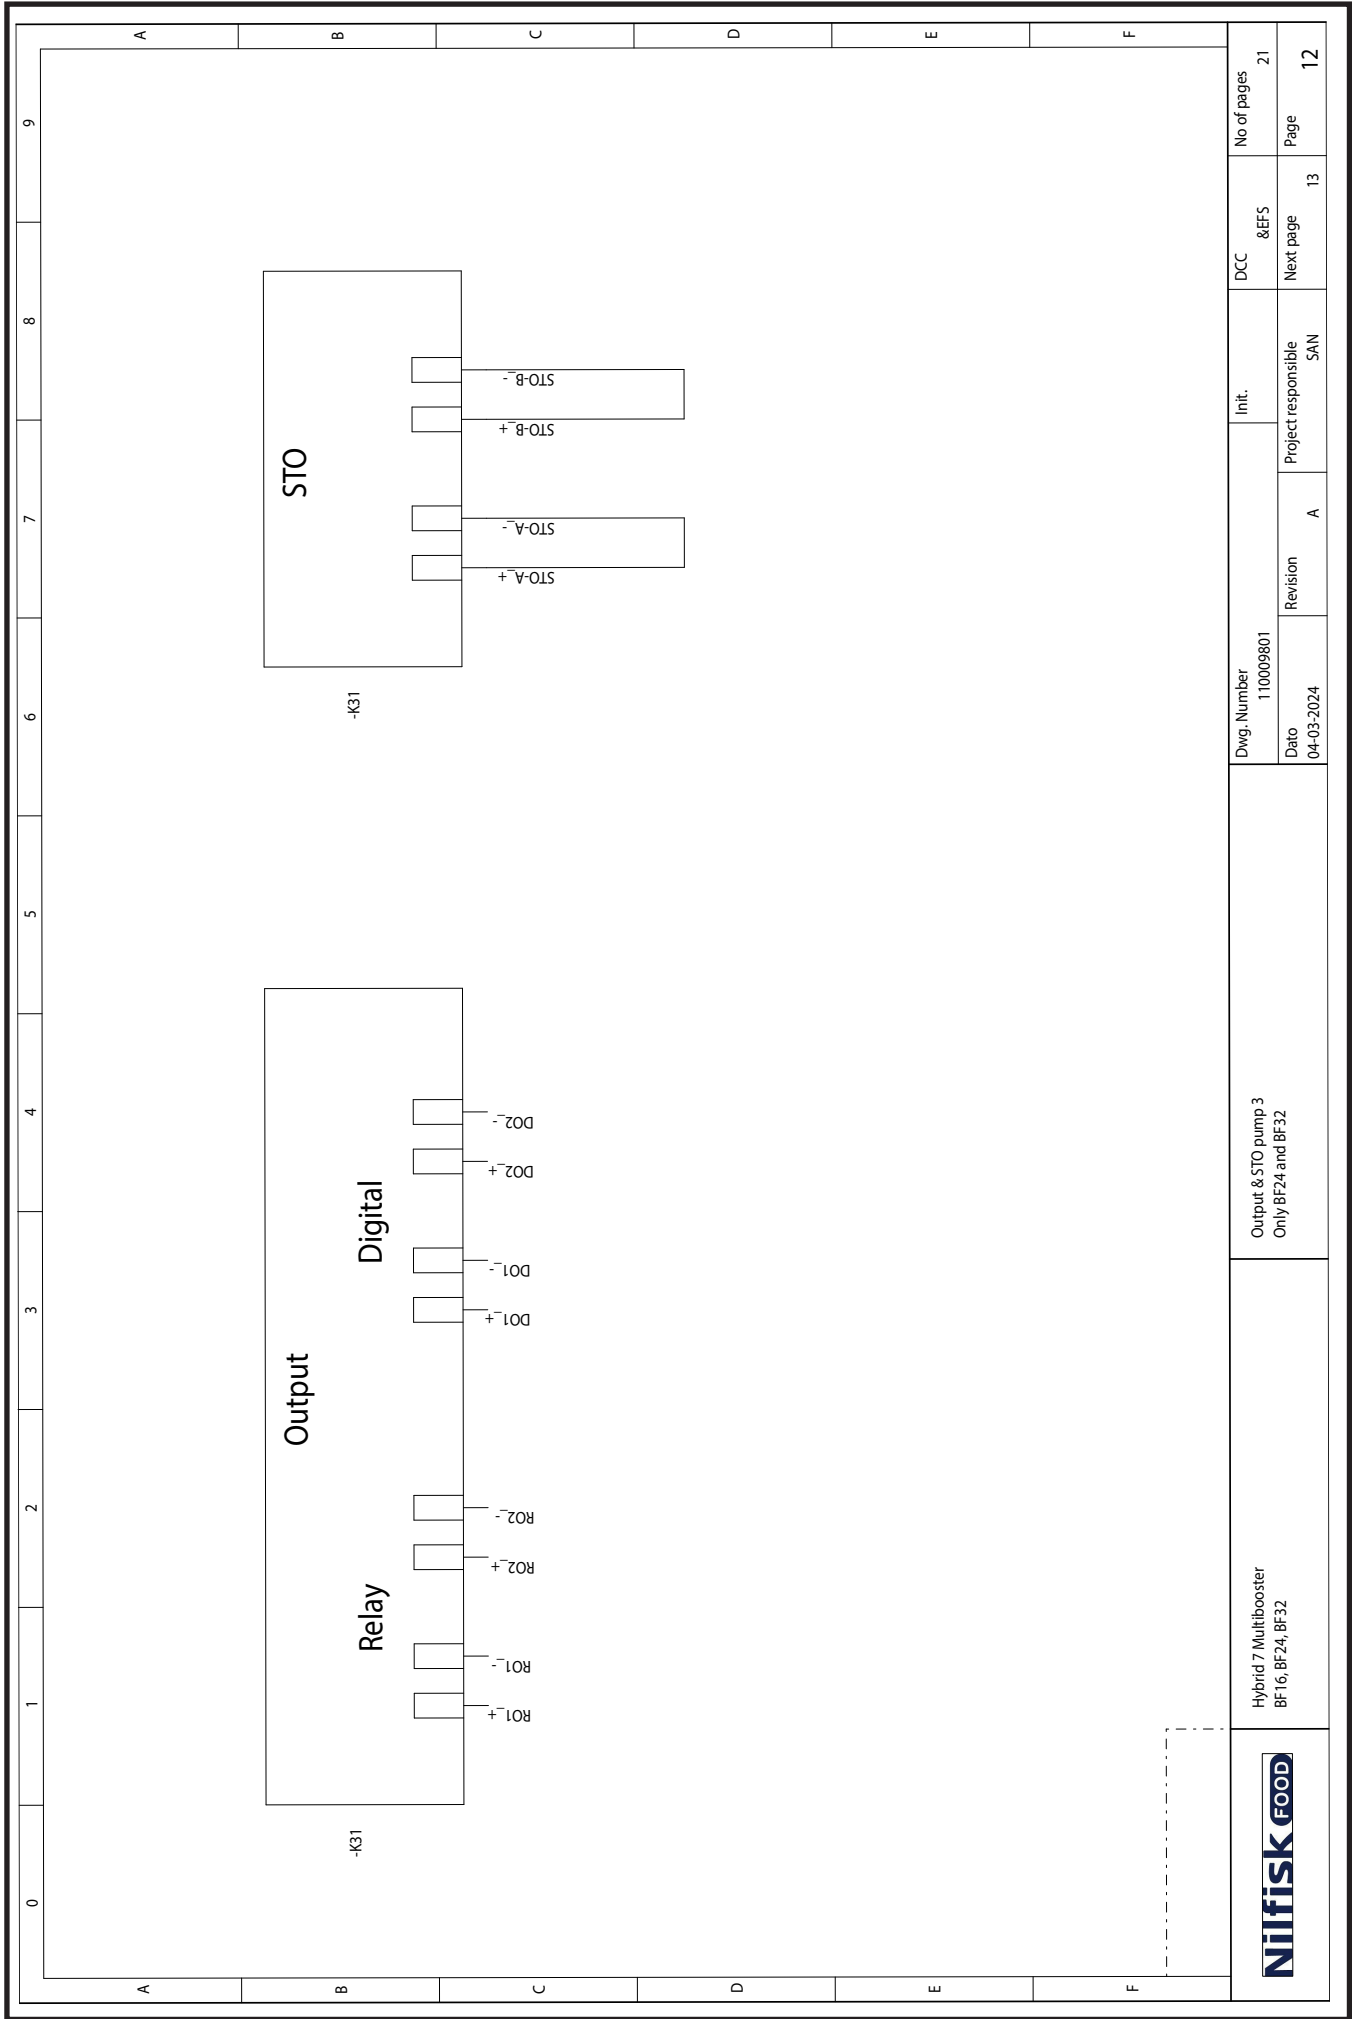 0 1 2 3 4 5 6 7 8 9
A A
B B
C C
D D
E E
F F
-K31
Output
Relay
Digital
RO1_+
RO1_-
RO2_+
RO2_-
DO1_+
DO1_-
DO2_+
DO2_-
-K31
STO
STO-A_+
STO-A_-
STO-B_+
STO-B_-
Nilfisk FOOD
Hybrid 7 Multibooster
BF16, BF24, BF32
Output & STO pump 3
Only BF24 and BF32
Dwg. Number
110009801
Init.
DCC
&EFS
No of pages
21
Dato
04-03-2024
Revision
A
Project responsible
SAN
Next page
13
Page
12